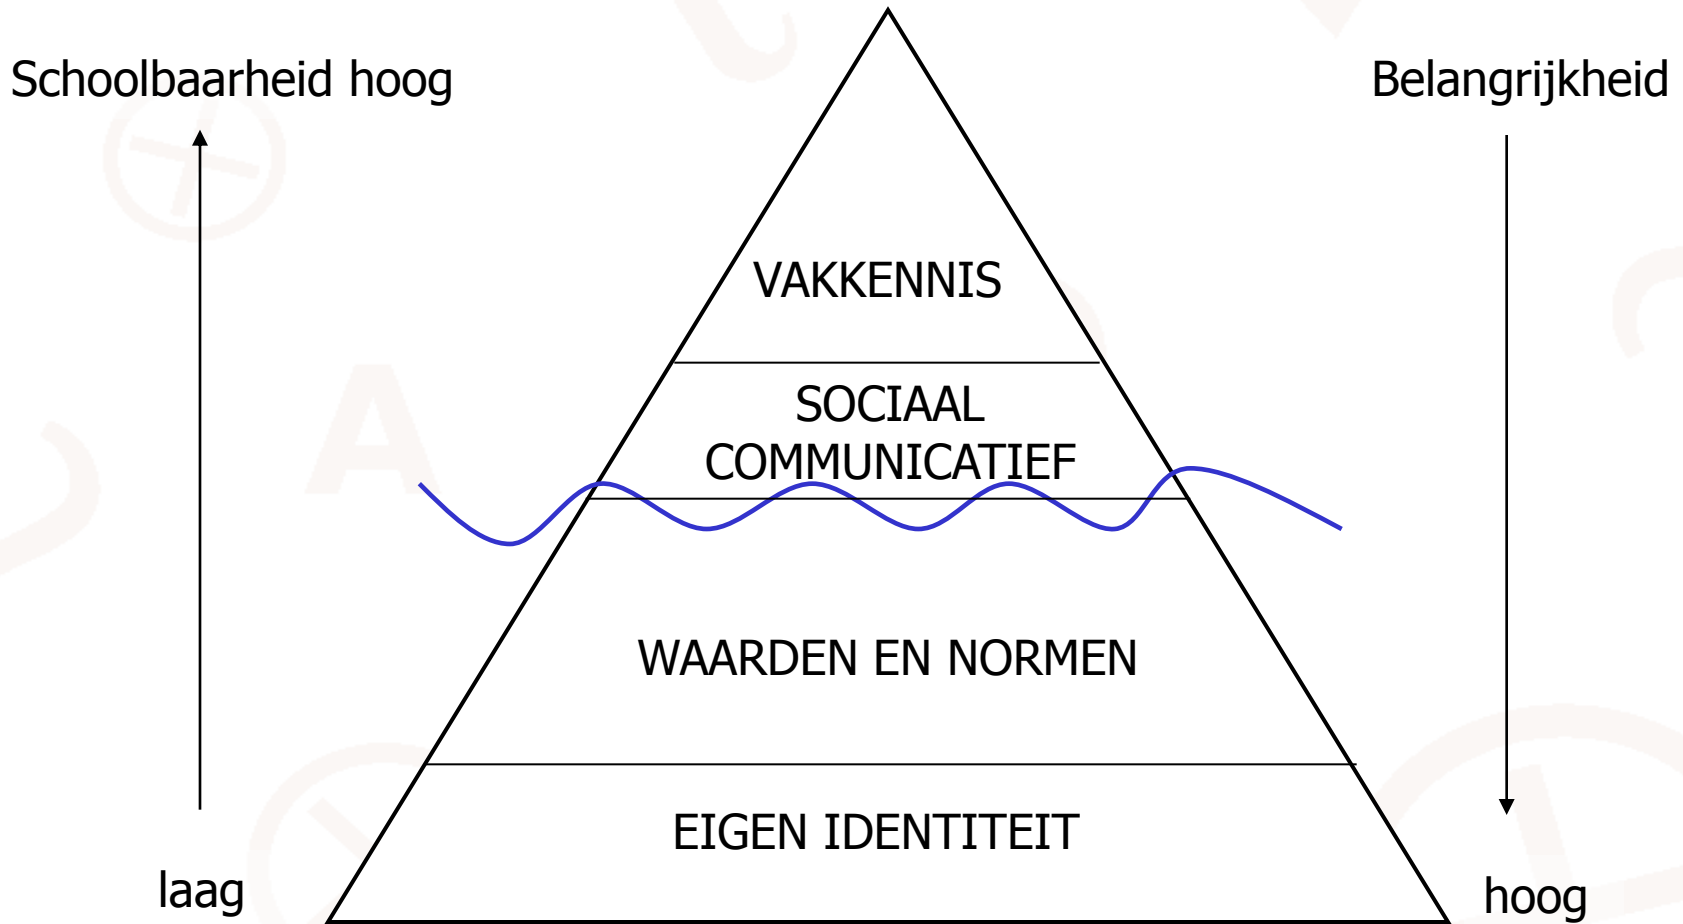 Schoolbaarheid hoog
Belangrijkheid
VAKKENNIS
SOCIAAL
COMMUNICATIEF
WAARDEN EN NORMEN
EIGEN IDENTITEIT
laag
hoog